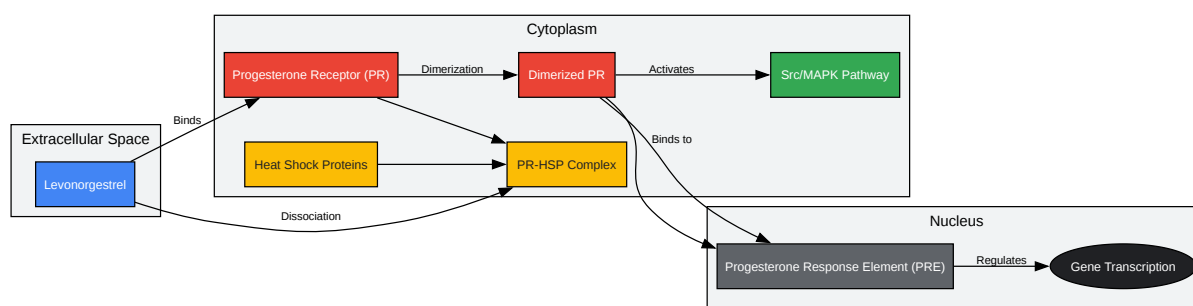 Cytoplasm
Progesterone Receptor (PR)
Dimerization
Dimerized PR
Activates
Src/MAPK Pathway
Binds
Extracellular Space
Levonorgestrel
Heat Shock Proteins
PR-HSP Complex
Binds to
Dissociation
Nucleus
Progesterone Response Element (PRE)
Regulates
Gene Transcription